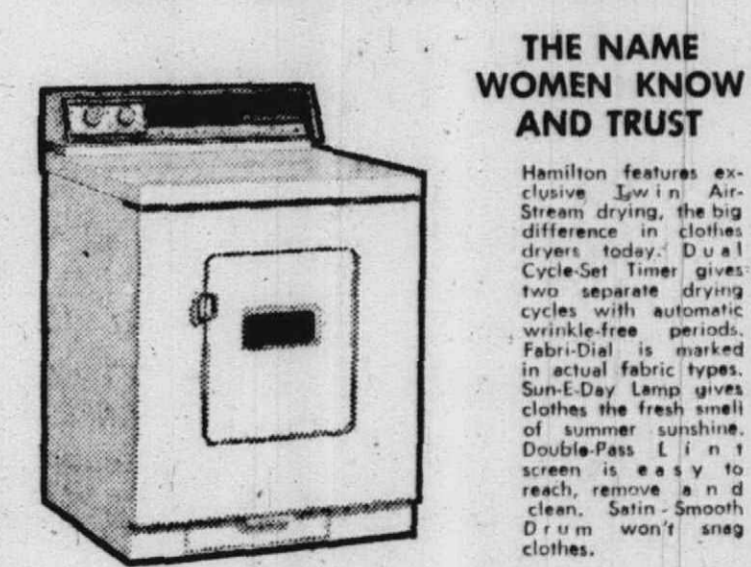 THE NAME
WOMEN KNOW
AND TRUST
Hamilton features ex-
clusive Twin Air-
Stream drying, the big
difference in clothes
dryers today. Dual
Cycle-Set Timer gives
two separate drying
cycles with automatic
wrinkle-free periods.
Fabri-Dial is marked
in actual fabric types.
Sun-E-Day Lamp gives
clothes the fresh smell
of summer sunshine.
Double-Pass Lint
screen is easy to
reach, remove and
clean. Satin-Smooth
Drum won't snag
clothes.